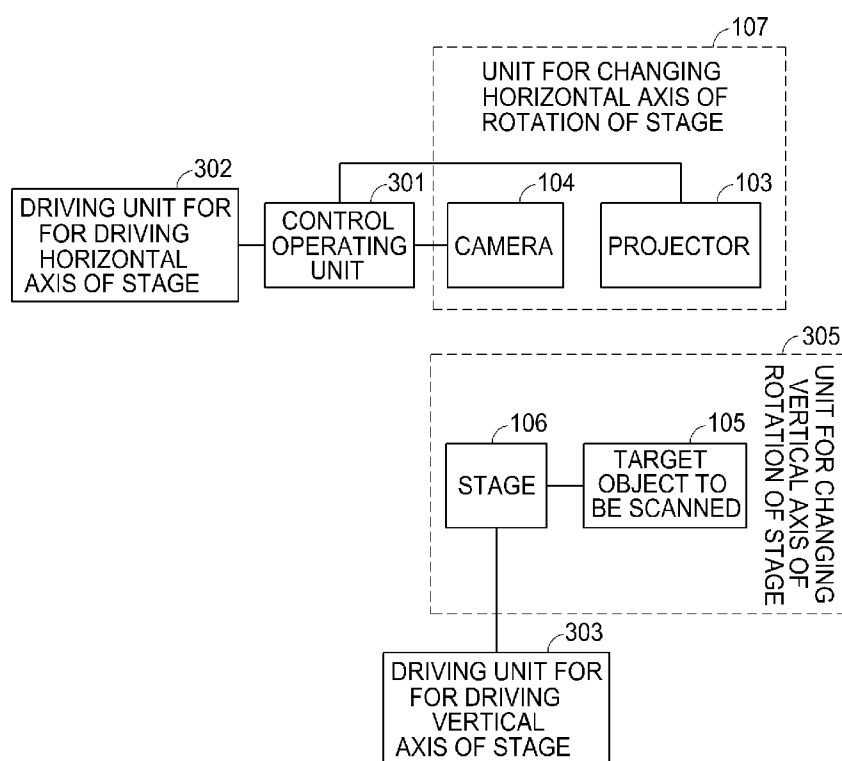 107
UNIT FOR CHANGING
HORIZONTAL AXIS OF
ROTATION OF STAGE
302
DRIVING UNIT FOR
FOR DRIVING
HORIZONTAL
AXIS OF STAGE
301
CONTROL
OPERATING
UNIT
104
CAMERA
103
PROJECTOR
305
UNIT FOR CHANGING
VERTICAL AXIS OF
ROTATION OF STAGE
106
STAGE
105
TARGET
OBJECT TO
BE SCANNED
303
DRIVING UNIT FOR
FOR DRIVING
VERTICAL
AXIS OF STAGE